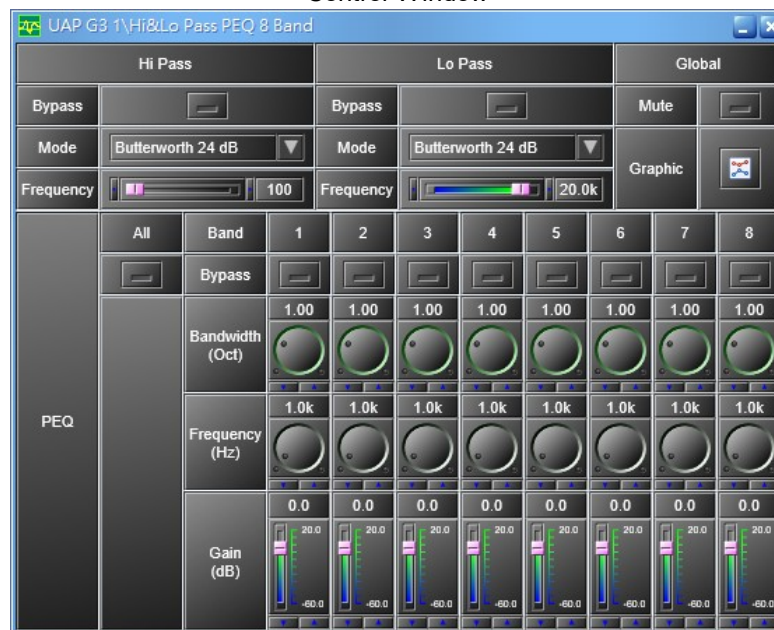 UAP G3 1\Hi&Lo Pass PEQ 8 Band
Hi Pass Lo Pass Global
Bypass Bypass Mute
Mode Butterworth 24 dB Mode Butterworth 24 dB Graphic
Frequency 100 Frequency 20.0k
All Band 1 2 3 4 5 6 7 8
Bypass
1.00 1.00 1.00 1.00 1.00 1.00 1.00 1.00
Bandwidth
(Oct)
1.0k 1.0k 1.0k 1.0k 1.0k 1.0k 1.0k 1.0k
PEQ
Frequency
(Hz)
0.0 0.0 0.0 0.0 0.0 0.0 0.0 0.0
20.0 20.0 20.0 20.0 20.0 20.0 20.0 20.0
Gain
(dB)
-60.0 -60.0 -60.0 -60.0 -60.0 -60.0 -60.0 -60.0